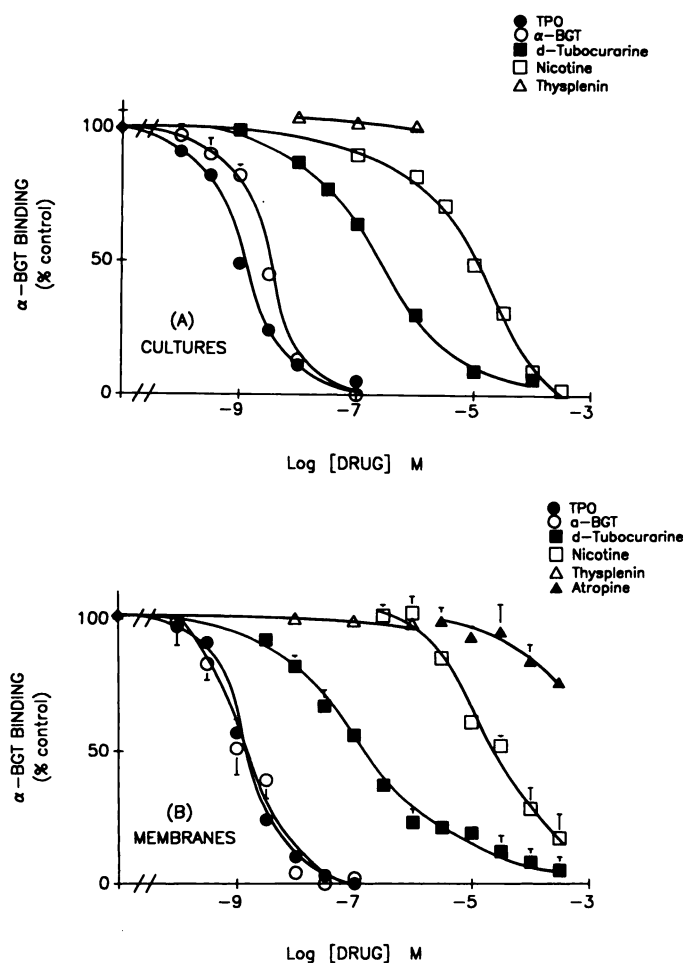 TPO
α-BGT
d-Tubocurarine
Nicotine
Thysplenin
100
50
0
α-BGT BINDING
(% control)
(A)
CULTURES
-9
-7
-5
-3
Log [DRUG] M
TPO
α-BGT
d-Tubocurarine
Nicotine
Thysplenin
Atropine
100
50
0
α-BGT BINDING
(% control)
(B)
MEMBRANES
-9
-7
-5
-3
Log [DRUG] M